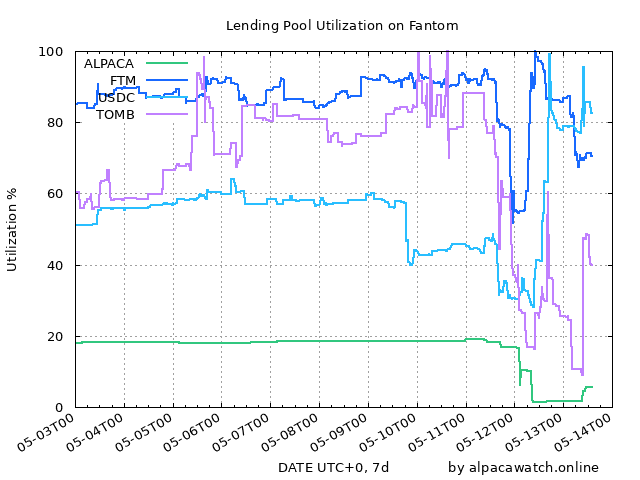 Lending Pool Utilization on Fantom
Utilization %
100
80
60
40
20
0
ALPACA
FTM
USDC
TOMB
05-03T00
05-04T00
05-05T00
05-06T00
05-07T00
05-08T00
05-09T00
05-10T00
05-11T00
05-12T00
05-13T00
05-14T00
DATE UTC+0, 7d
by alpacawatch.online